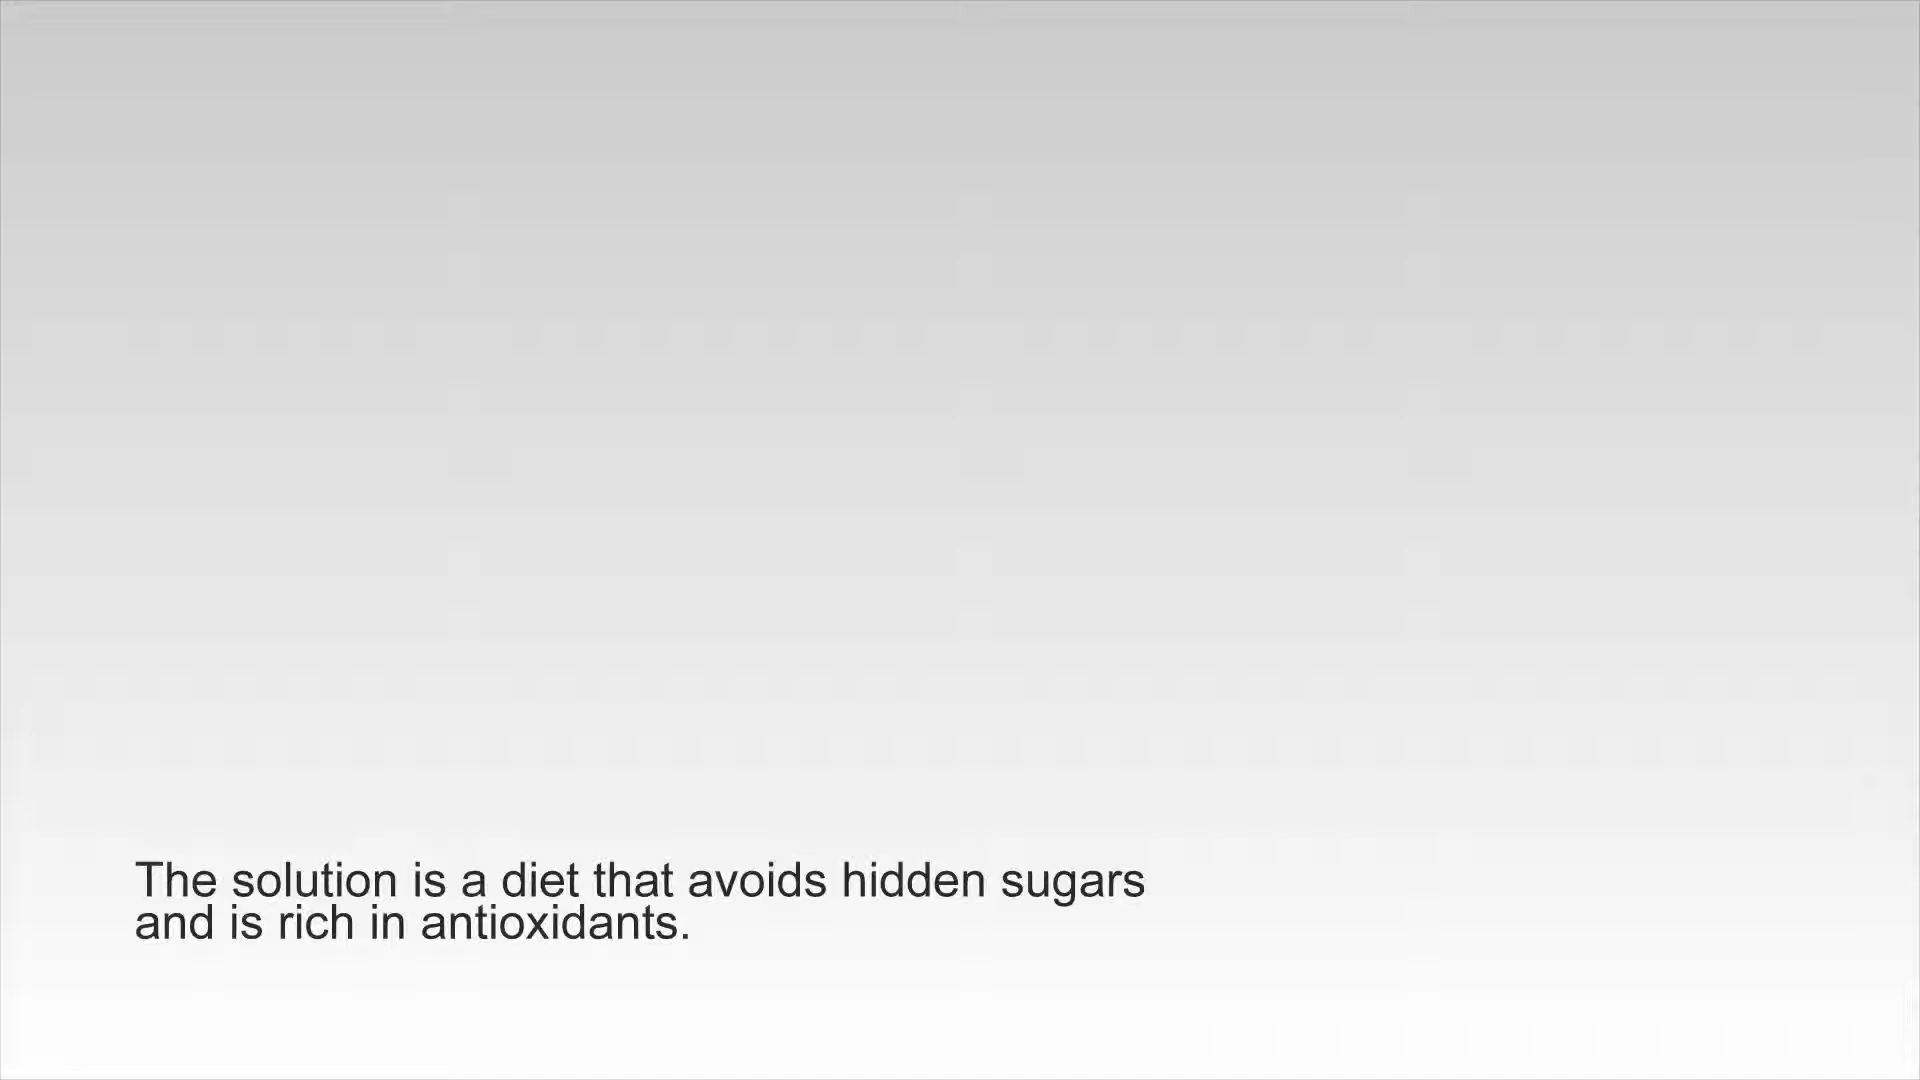 The solution is a diet that avoids hidden sugars
and is rich in antioxidants.